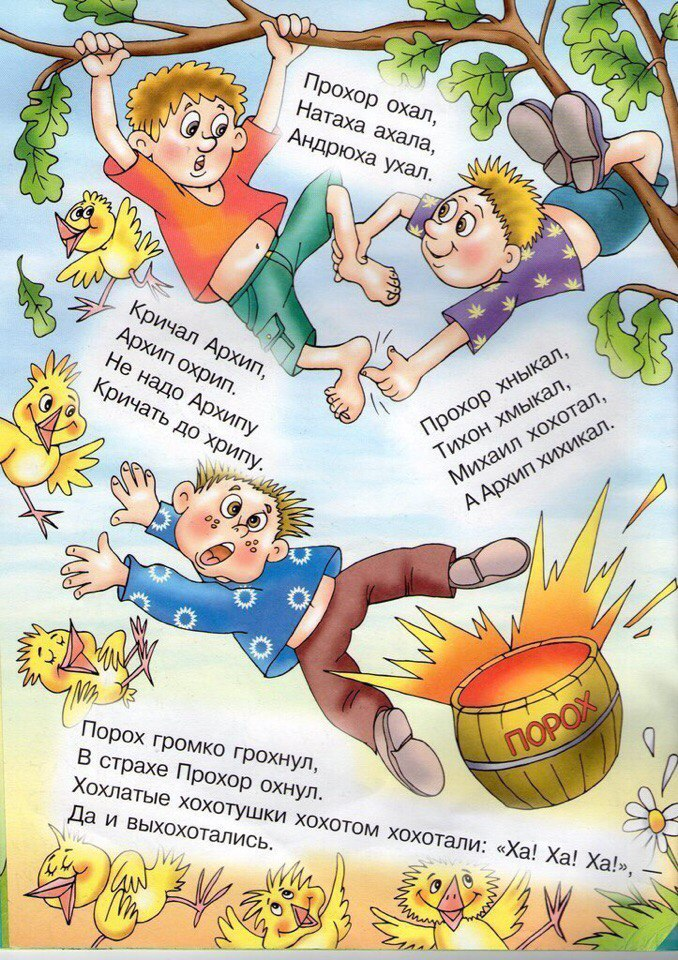 Прохор охал,
Натаха ахала,
Андрюха ухал.
Кричал Архип,
Архип охрип.
Не надо Архипу
Кричать до хрипу.
Прохор хныкал,
Тихон хмыкал,
Михаил хохотал,
А Архип хихикал.
ПОРОХ
Порох громко грохнул,
В страхе Прохор охнул.
Хохлатые хохотушки хохотом хохотали: «Ха! Ха! Ха!», —
Да и выхохотались.